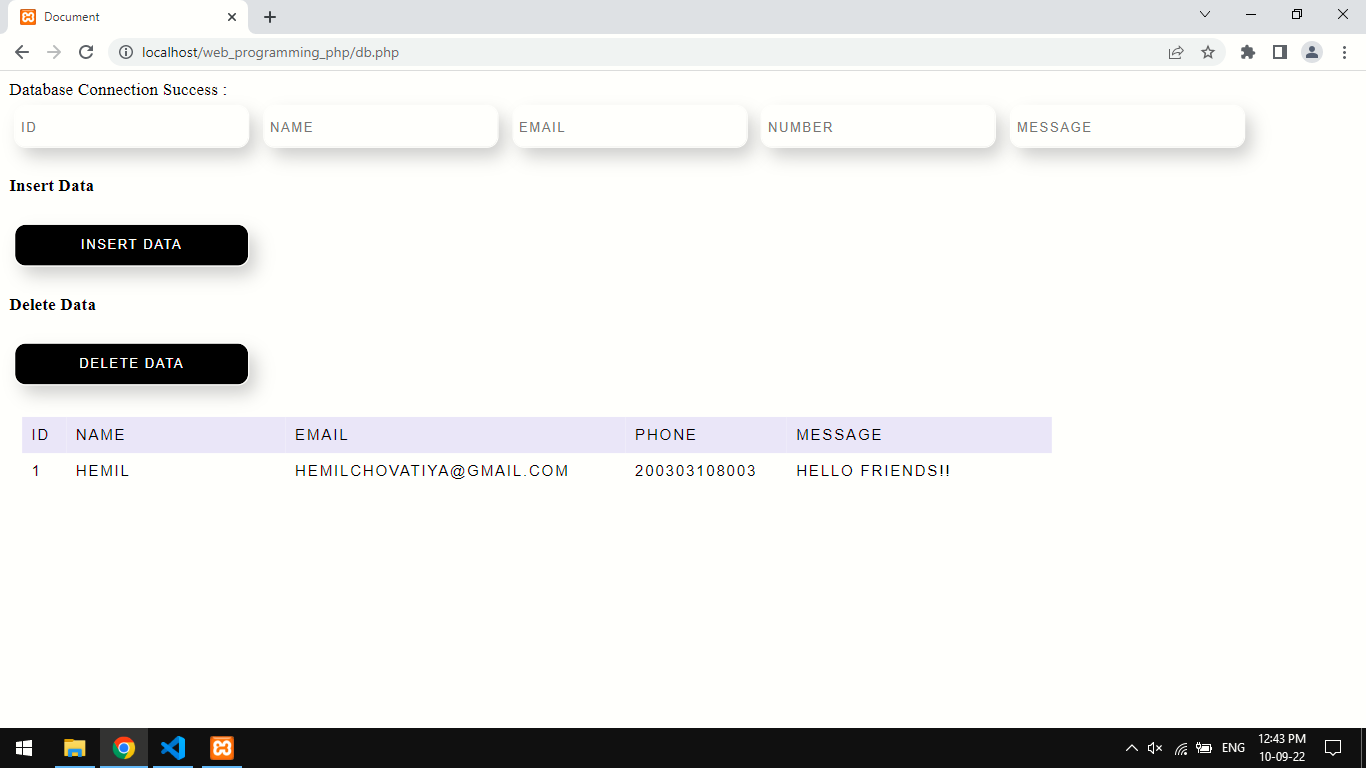 Document
localhost/web_programming_php/db.php
Database Connection Success :
ID NAME EMAIL NUMBER MESSAGE
Insert Data
INSERT DATA
Delete Data
DELETE DATA
ID NAME EMAIL PHONE MESSAGE
1 HEMIL HEMILCHOVATIYA@GMAIL.COM 200303108003 HELLO FRIENDS!!
ENG
12:43 PM
10-09-22